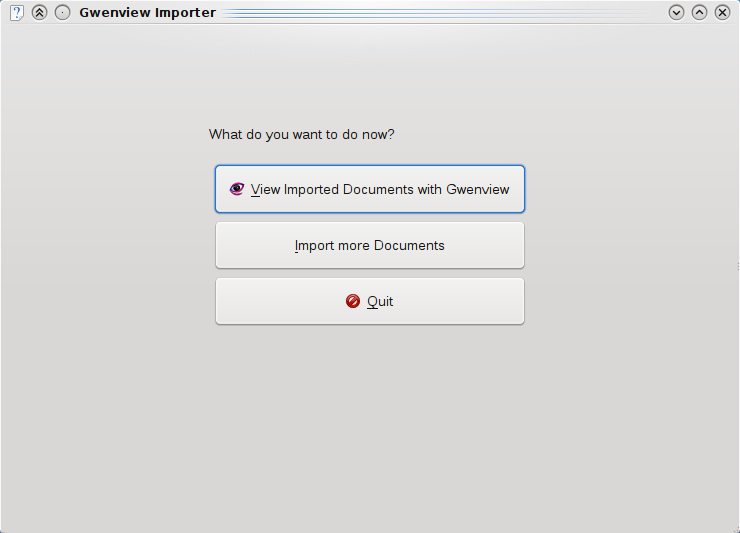 Gwenview Importer
What do you want to do now?
View Imported Documents with Gwenview
Import more Documents
Quit